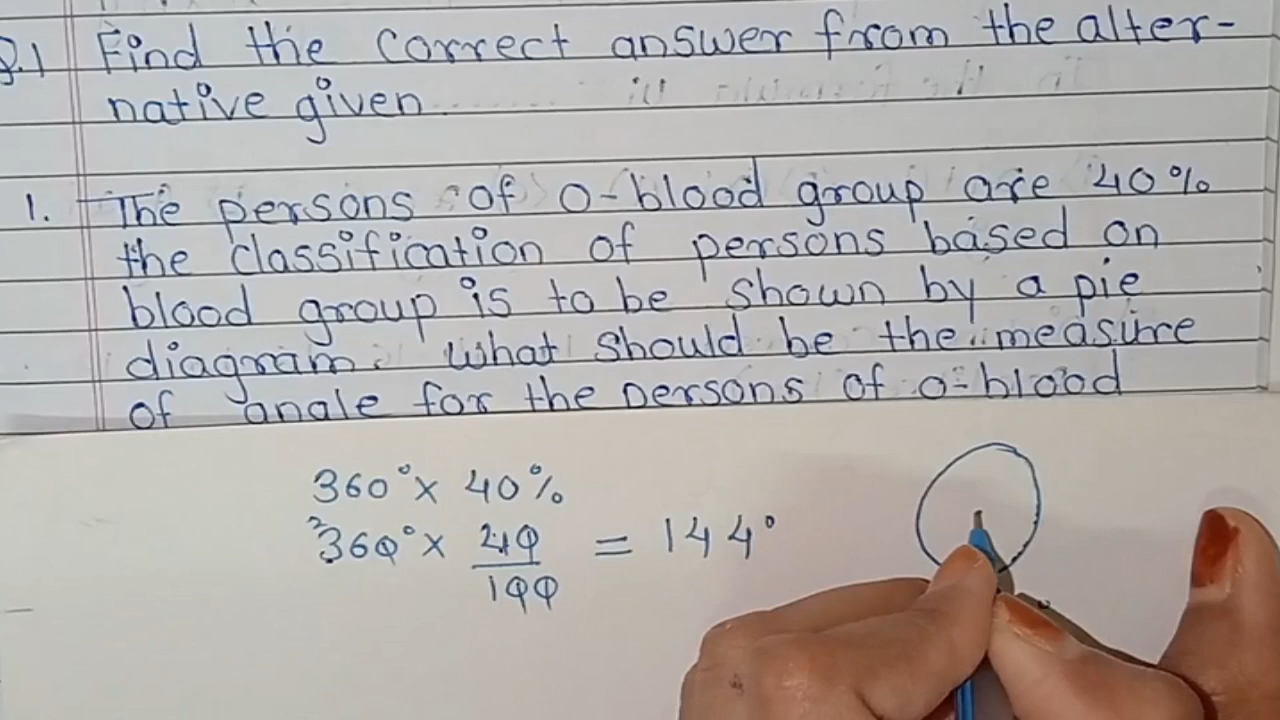 Q.1 Find the correct answer from the alter-
native given
1. The persons of O-blood group are 40%
the classification of persons based on
blood group is to be shown by a pie
diagram. What should be the measure
of angle for the persons of O-blood
360° x 40%
360° x 40/100 = 144°